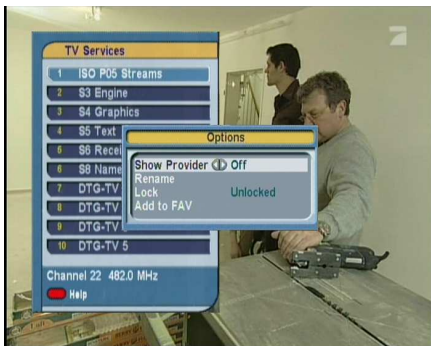 TV Services
1 ISO P05 Streams
2 S3 Engine
3 S4 Graphics
4 S5 Text
5 S6 Recei
6 S8 Name
7 DTG-TV
8 DTG-TV
9 DTG-TV
10 DTG-TV 5
Options
Show Provider Off
Rename
Lock Unlocked
Add to FAV
Channel 22 482.0 MHz
Help